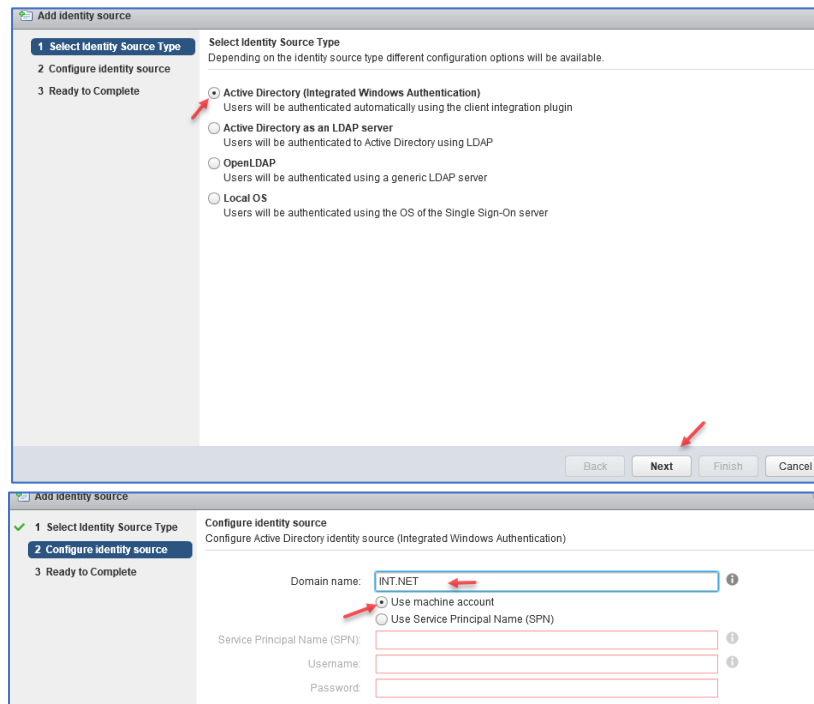 Add identity source
1 Select Identity Source Type
2 Configure identity source
3 Ready to Complete
Select Identity Source Type
Depending on the identity source type different configuration options will be available.
Active Directory (Integrated Windows Authentication)
Users will be authenticated automatically using the client integration plugin
Active Directory as an LDAP server
Users will be authenticated to Active Directory using LDAP
OpenLDAP
Users will be authenticated using a generic LDAP server
Local OS
Users will be authenticated using the OS of the Single Sign-On server
Back Next Finish Cancel
Add identity source
1 Select Identity Source Type
2 Configure identity source
3 Ready to Complete
Configure identity source
Configure Active Directory identity source (Integrated Windows Authentication)
Domain name: INT.NET
Use machine account
Use Service Principal Name (SPN)
Service Principal Name (SPN):
Username:
Password: